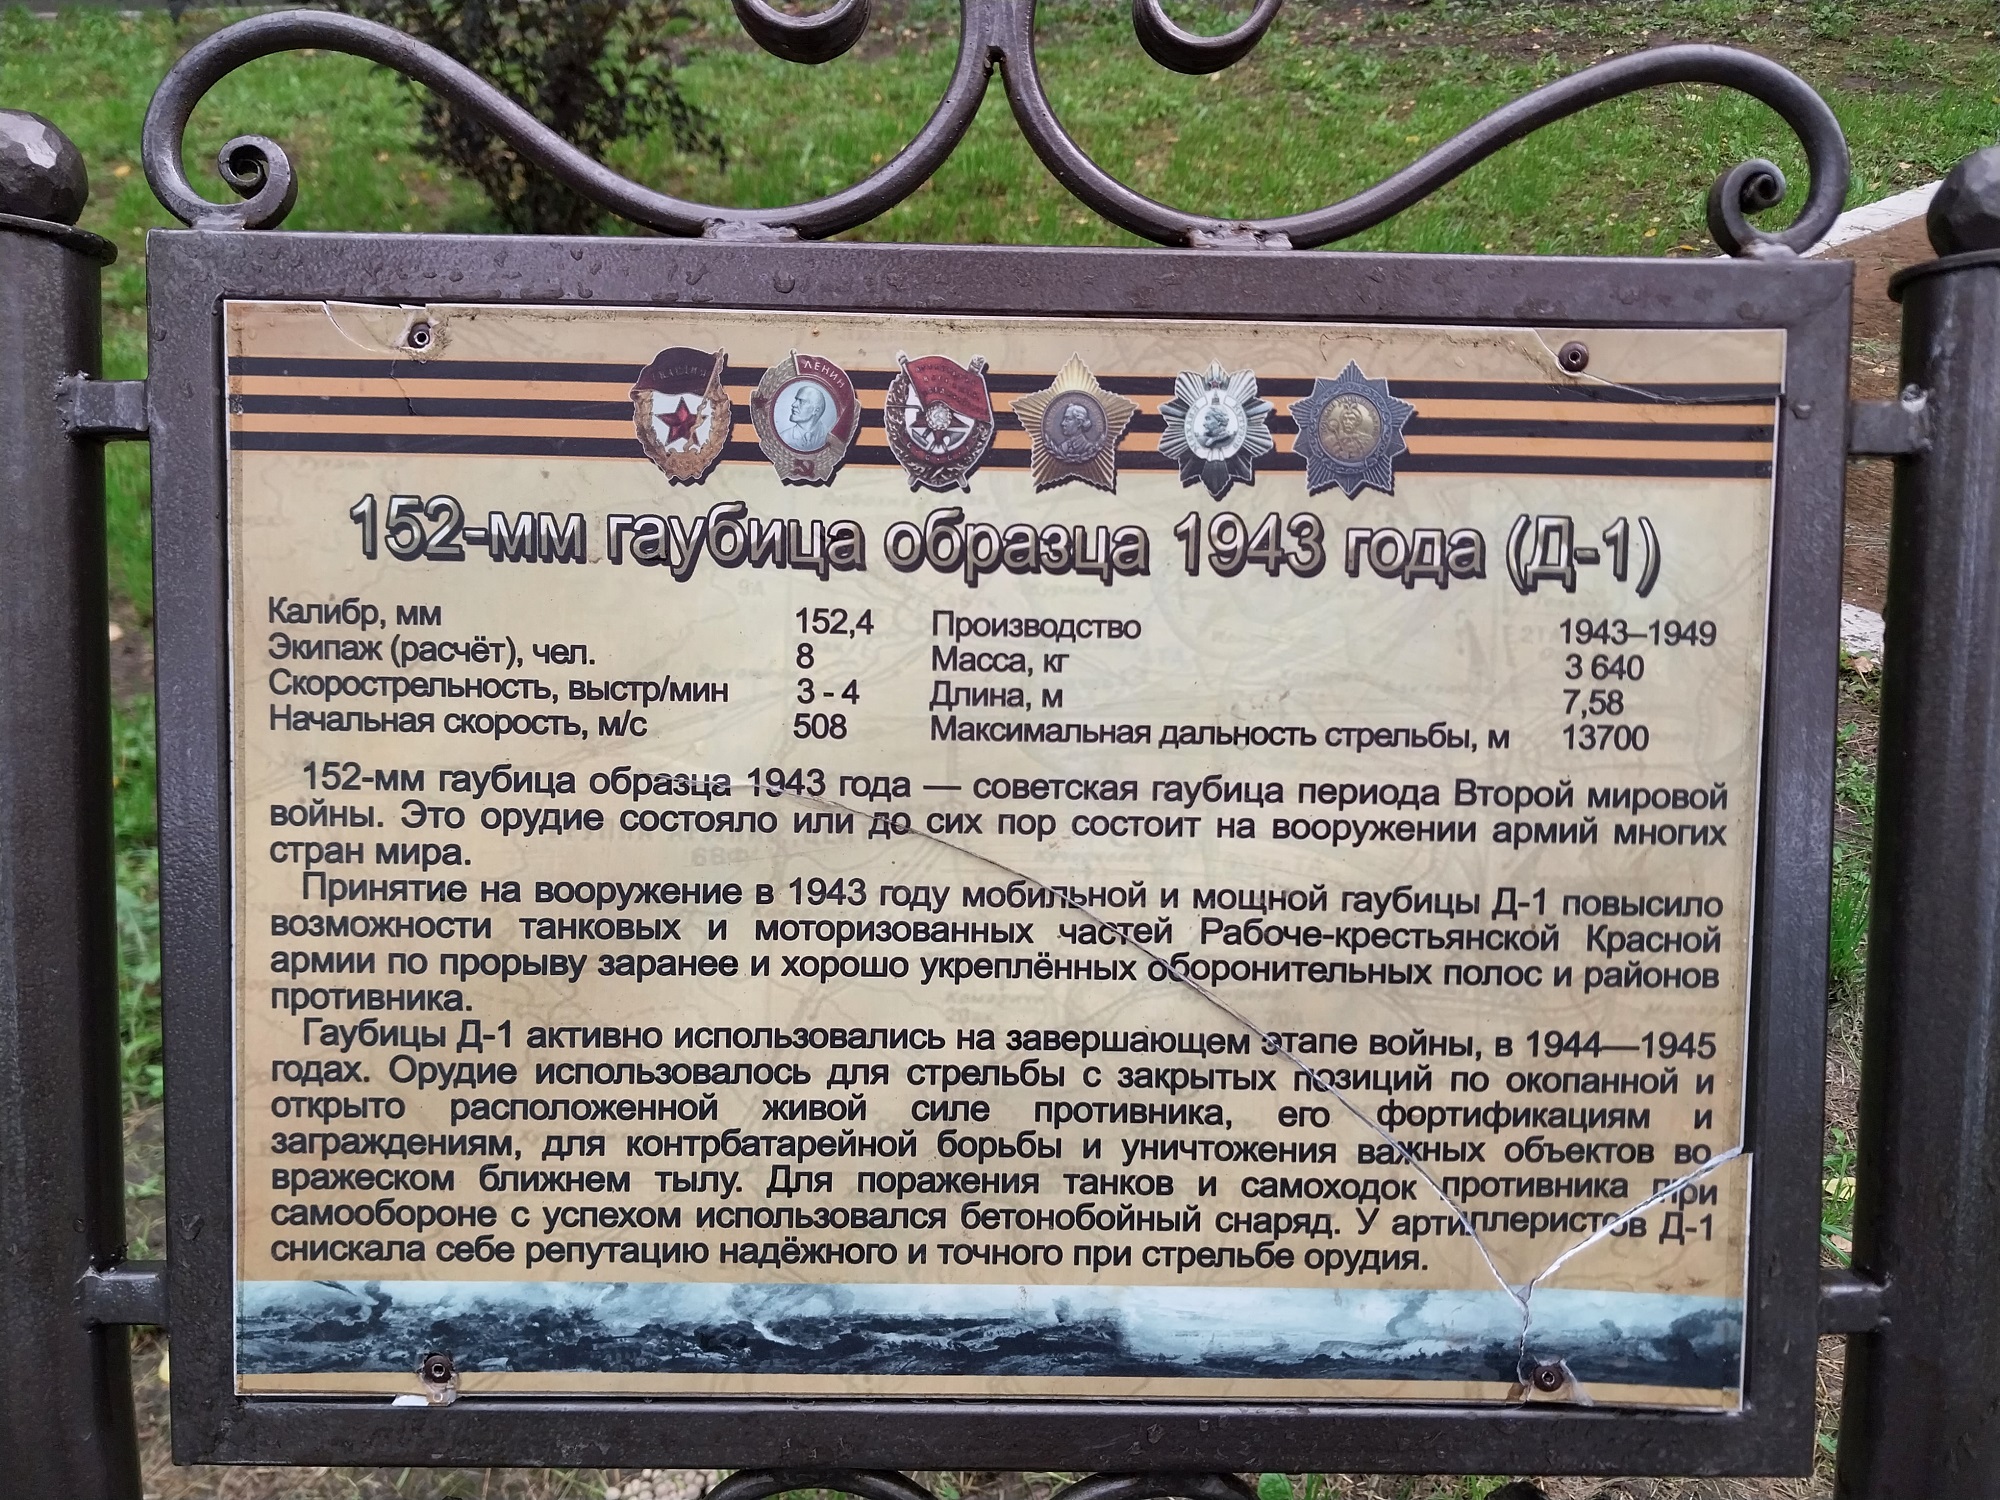 ЛЕНИН
152-мм гаубица образца 1943 года (Д-1)
Калибр, мм 152,4 Производство 1943–1949
Экипаж (расчёт), чел. 8 Масса, кг 3 640
Скорострельность, выстр/мин 3 - 4 Длина, м 7,58
Начальная скорость, м/с 508 Максимальная дальность стрельбы, м 13700
152-мм гаубица образца 1943 года — советская гаубица периода Второй мировой
войны. Это орудие состояло или до сих пор состоит на вооружении армий многих
стран мира.
Принятие на вооружение в 1943 году мобильной и мощной гаубицы Д-1 повысило
возможности танковых и моторизованных частей Рабоче-крестьянской Красной
армии по прорыву заранее и хорошо укреплённых оборонительных полос и районов
противника.
Гаубицы Д-1 активно использовались на завершающем этапе войны, в 1944—1945
годах. Орудие использовалось для стрельбы с закрытых позиций по окопанной и
открыто расположенной живой силе противника, его фортификациям и
заграждениям, для контрбатарейной борьбы и уничтожения важных объектов во
вражеском ближнем тылу. Для поражения танков и самоходок противника при
самообороне с успехом использовался бетонобойный снаряд. У артиллеристов Д-1
снискала себе репутацию надёжного и точного при стрельбе орудия.